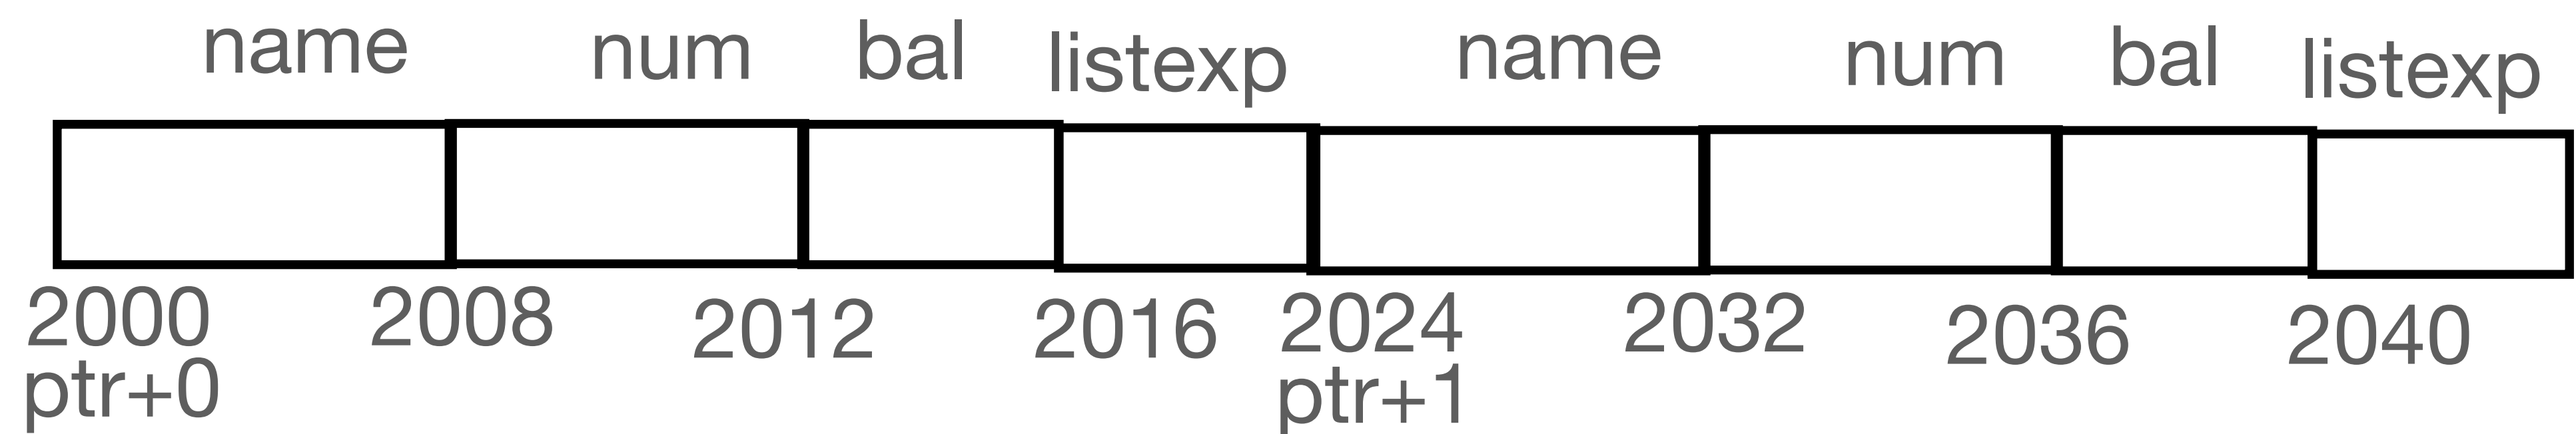 name num bal listexp name num bal listexp
2000 2008 2012 2016 2024 2032 2036 2040
ptr+0 ptr+1